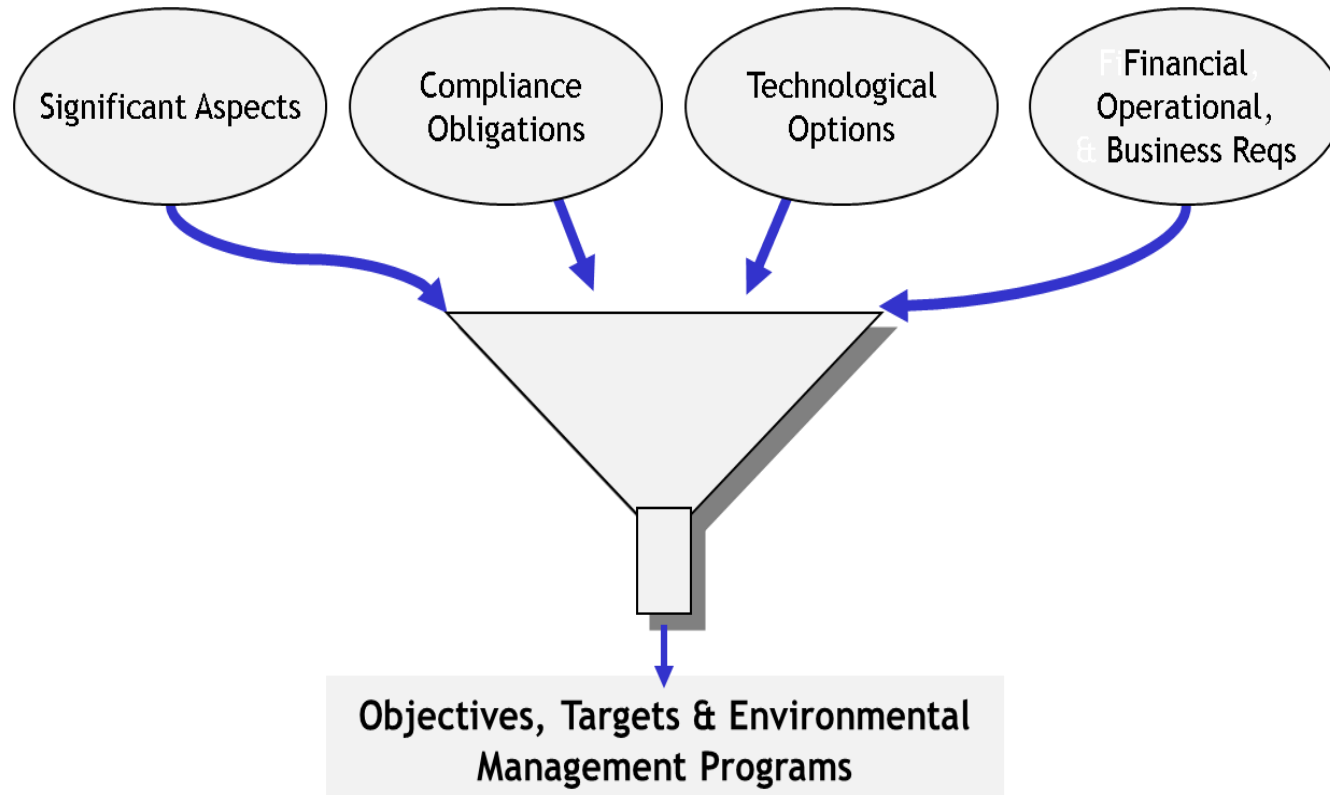 Significant Aspects
Compliance
Obligations
Technological
Options
Financial,
Operational,
& Business Reqs
Objectives, Targets & Environmental
Management Programs